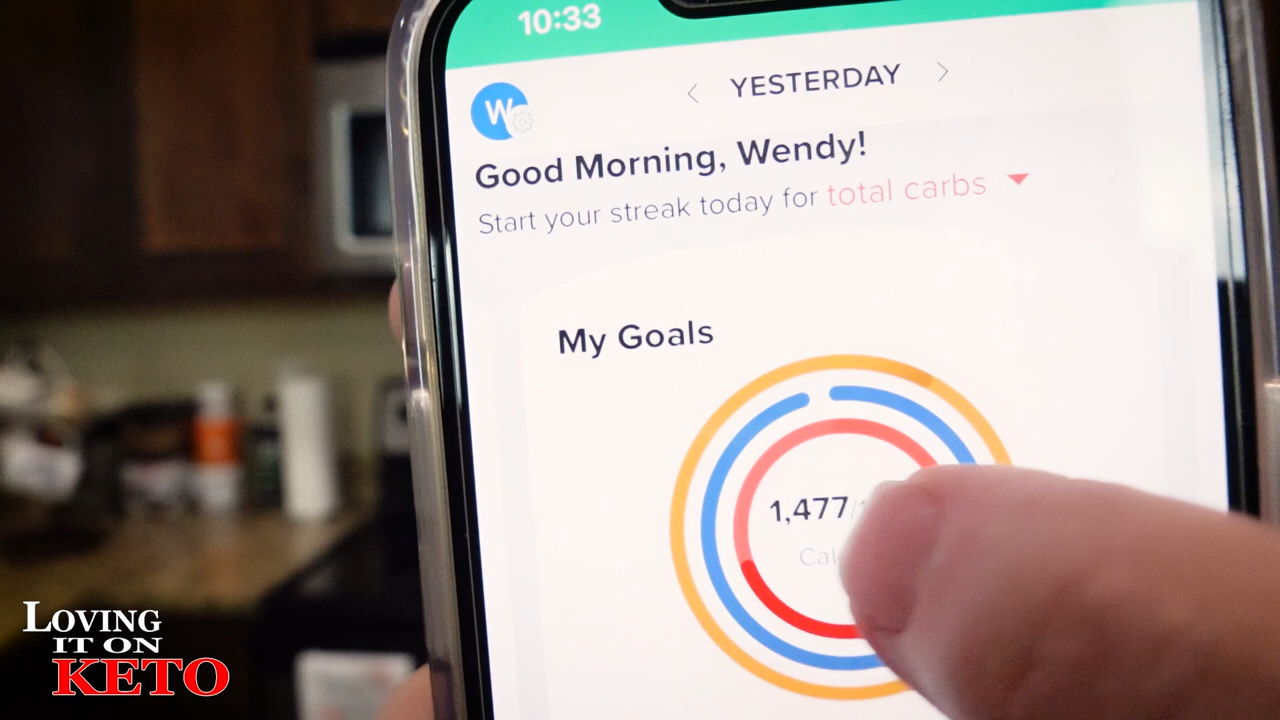 10:33
W
YESTERDAY
Good Morning, Wendy!
Start your streak today for total carbs
My Goals
1,477/
LOVING
IT ON
KETO